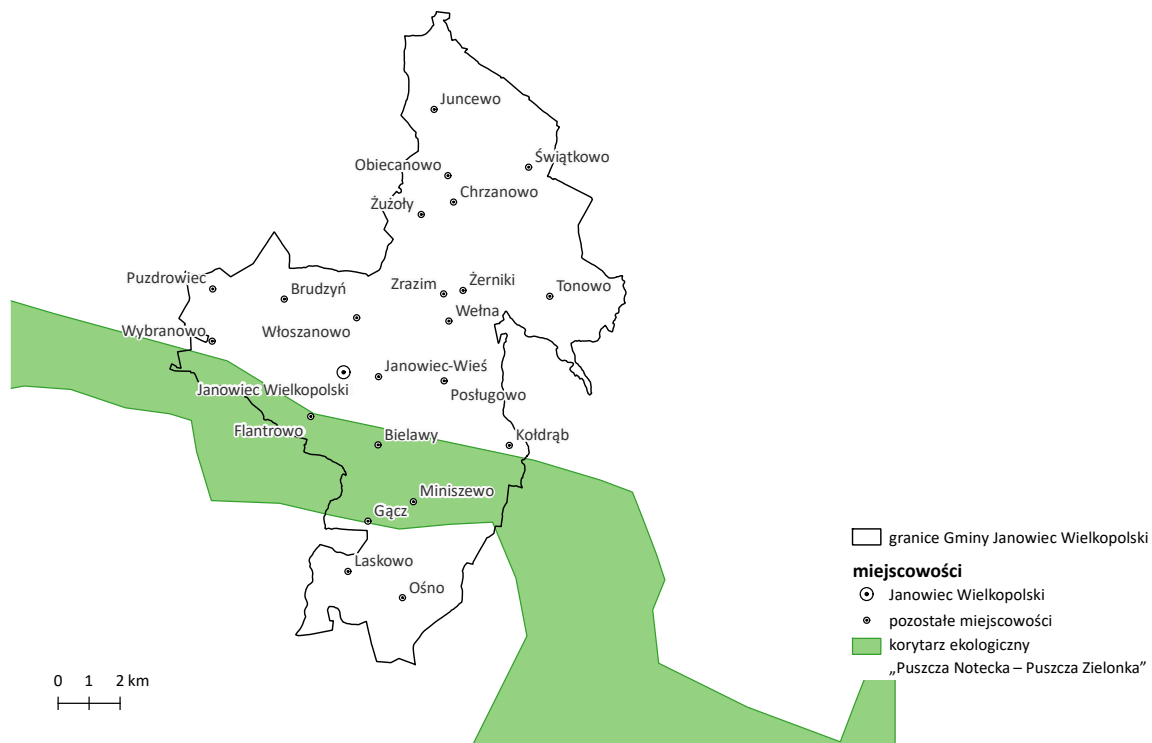 Juncewo
Świątkowo
Obiecanowo
Chrzanowo
Żużoły
Puzdrowiec
Brudzyń
Zrazim
Żerniki
Tonowo
Wełna
Włoszanowo
Wybranowo
Janowiec-Wieś
Janowiec Wielkopolski
Posługowo
Flantrowo
Bielawy
Kołdrąb
Miniszewo
Gącz
Laskowo
Ośno
granice Gminy Janowiec Wielkopolski
miejscowości
Janowiec Wielkopolski
pozostałe miejscowości
korytarz ekologiczny
„Puszcza Notecka – Puszcza Zielonka”
0 1 2 km